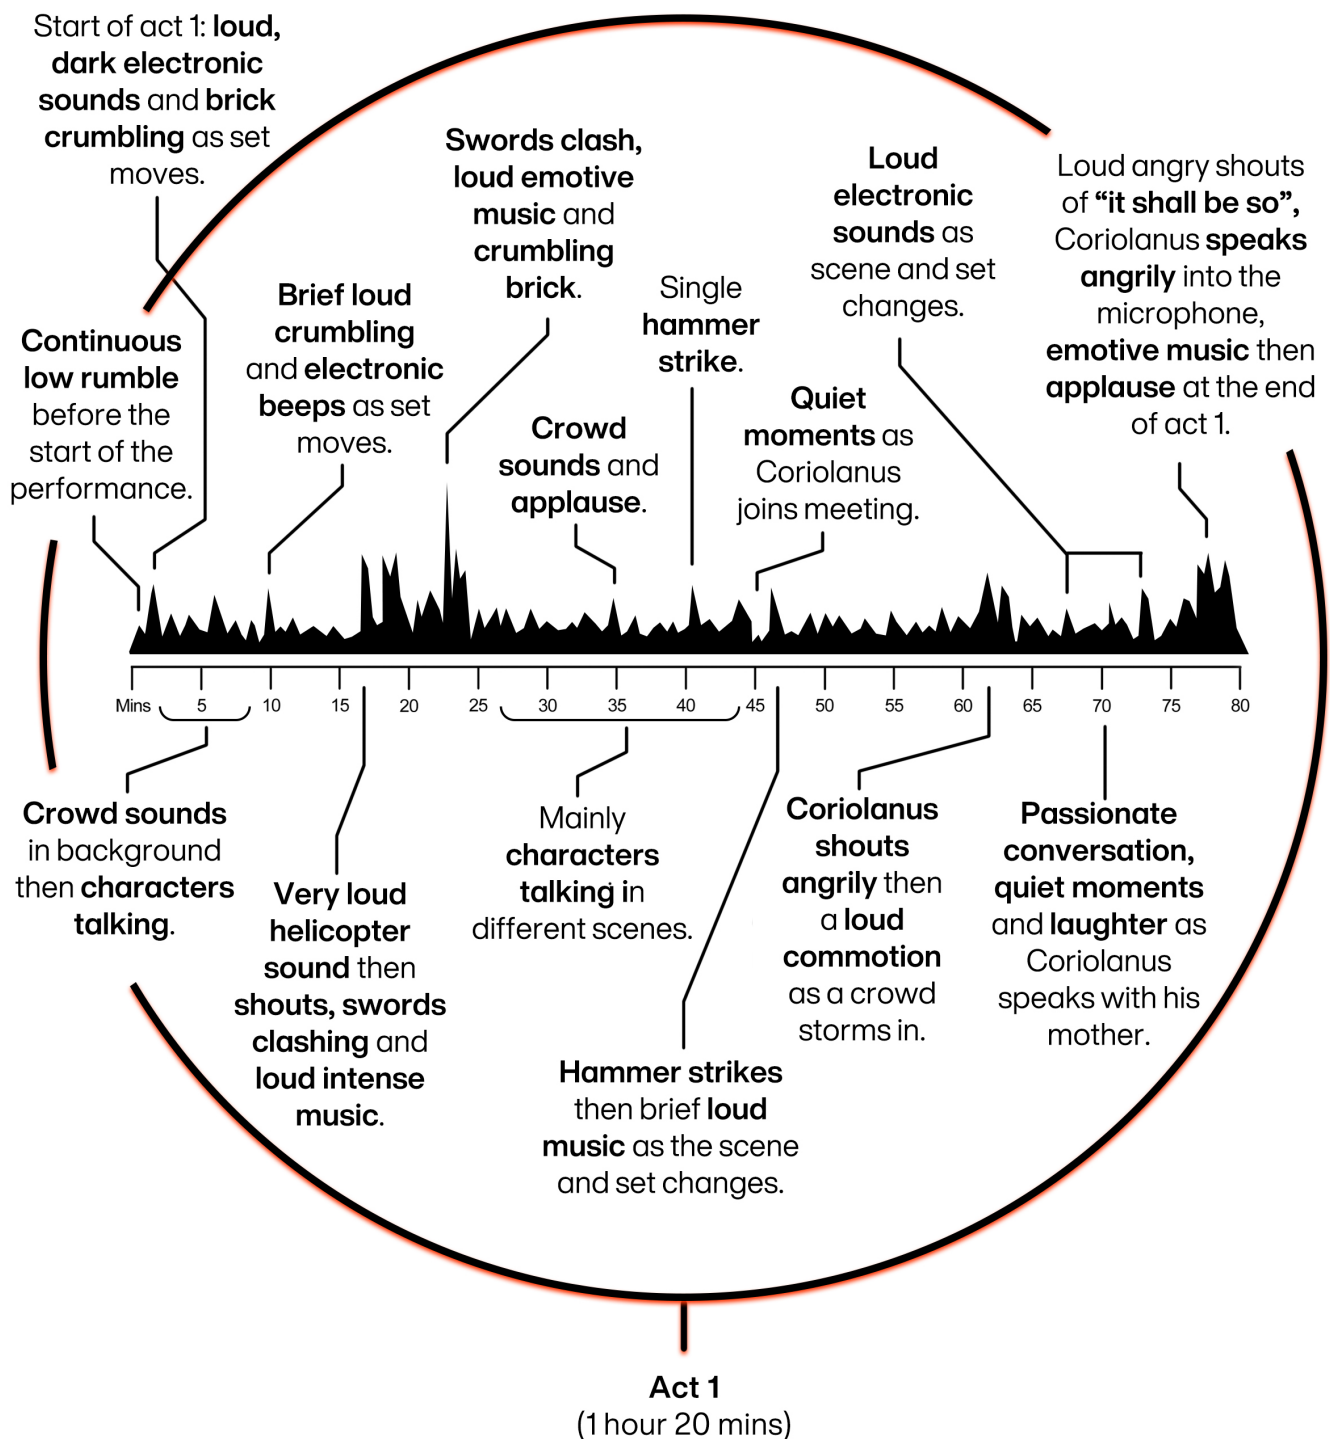 Start of act 1: loud,
dark electronic
sounds and brick
crumbling as set
moves.
Continuous
low rumble
before the
start of the
performance.
Brief loud
crumbling
and electronic
beeps as set
moves.
Swords clash,
loud emotive
music and
crumbling
brick.
Crowd
sounds and
applause.
Single
hammer
strike.
Quiet
moments as
Coriolanus
joins meeting.
Loud
electronic
sounds as
scene and set
changes.
Loud angry shouts
of “it shall be so”,
Coriolanus speaks
angrily into the
microphone,
emotive music then
applause at the end
of act 1.
Mins 5 10 15 20 25 30 35 40 45 50 55 60 65 70 75 80
Crowd sounds
in background
then characters
talking.
Very loud
helicopter
sound then
shouts, swords
clashing and
loud intense
music.
Mainly
characters
talking in
different scenes.
Hammer strikes
then brief loud
music as the scene
and set changes.
Coriolanus
shouts
angrily then
a loud
commotion
as a crowd
storms in.
Passionate
conversation,
quiet moments
and laughter as
Coriolanus
speaks with his
mother.
Act 1
(1 hour 20 mins)